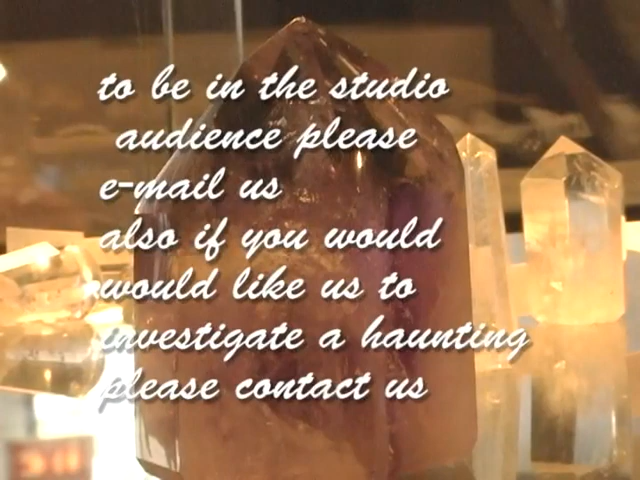 to be in the studio
audience please
e-mail us
also if you would
would like us to
investigate a haunting
please contact us